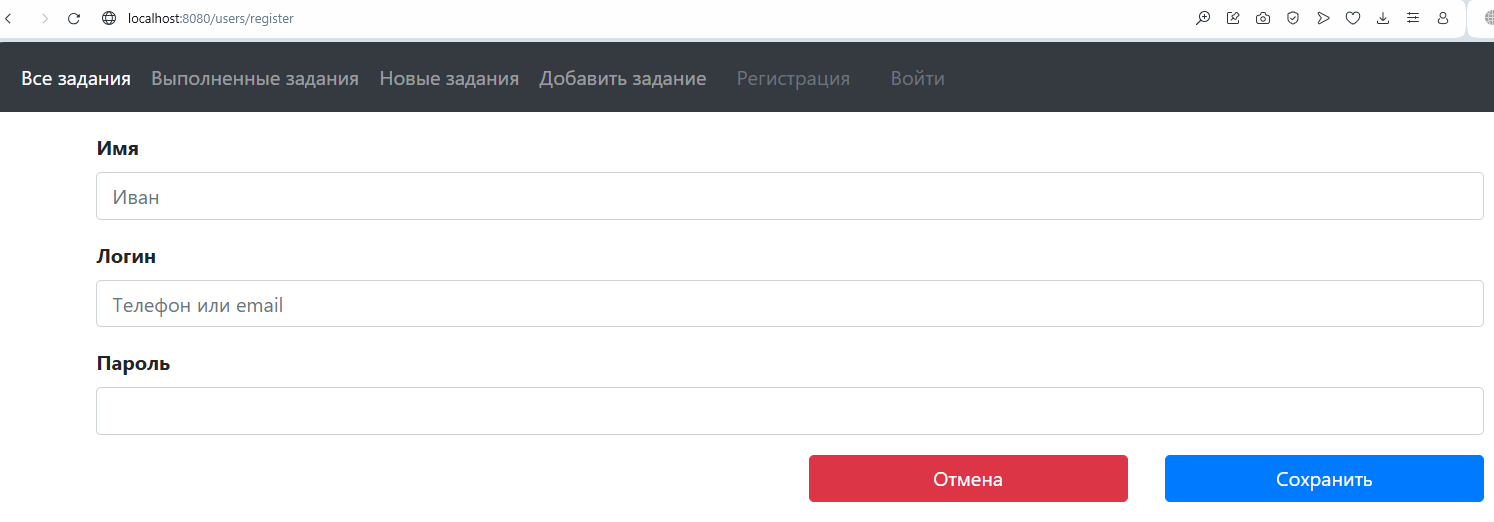 localhost:8080/users/register
Все задания Выполненные задания Новые задания Добавить задание Регистрация Войти
Имя
Иван
Логин
Телефон или email
Пароль
Отмена Сохранить